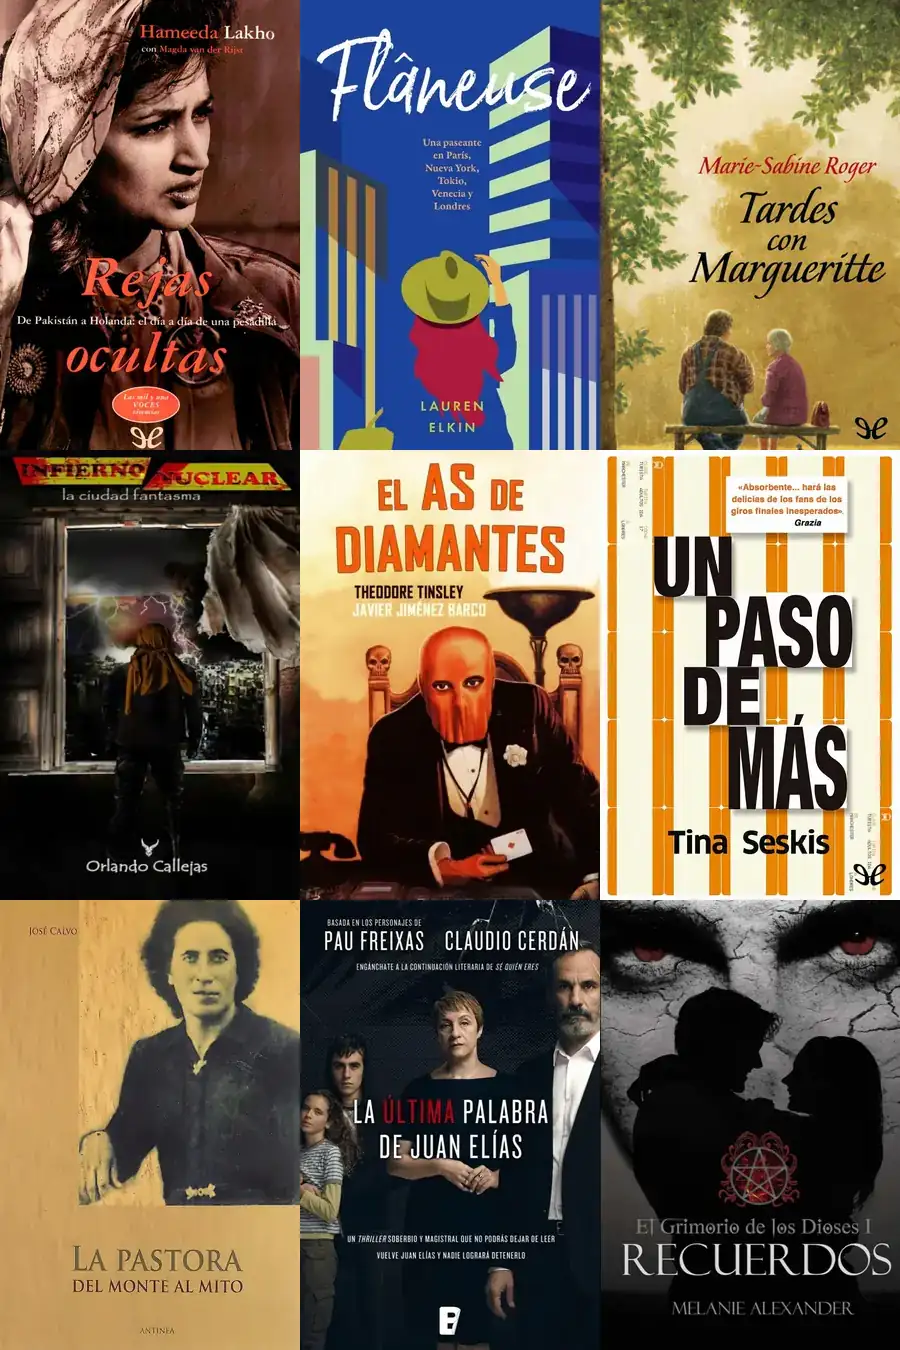 Hameeda Lakho
con Magda van der Rijst
Rejas
De Pakistán a Holanda: el día a día de una pesadilla
ocultas
Las mil y una
VOCES
silenciadas
Flâneuse
Una paseante
en París,
Nueva York,
Tokio,
Venecia y
Londres
LAUREN
ELKIN
Marie-Sabine Roger
Tardes
con
Margueritte
INFIERNO NUCLEAR
la ciudad fantasma
Orlando Callejas
EL AS DE
DIAMANTES
THEODORE TINSLEY
JAVIER JIMÉNEZ BARCO
«Absorbente... hará las
delicias de los fans de los
giros finales inesperados».
Grazia
UN
PASO
DE
MÁS
Tina Seskis
JOSÉ CALVO
LA PASTORA
DEL MONTE AL MITO
ANTINEA
BASADA EN LOS PERSONAJES DE
PAU FREIXAS CLAUDIO CERDÁN
ENGÁNCHATE A LA CONTINUACIÓN LITERARIA DE SÉ QUIÉN ERES
LA ÚLTIMA PALABRA
DE JUAN ELÍAS
UN THRILLER SOBERBIO Y MAGISTRAL QUE NO PODRÁS DEJAR DE LEER
VUELVE JUAN ELÍAS Y NADIE LOGRARÁ DETENERLO
B
El Grimorio de los Dioses I
RECUERDOS
MELANIE ALEXANDER